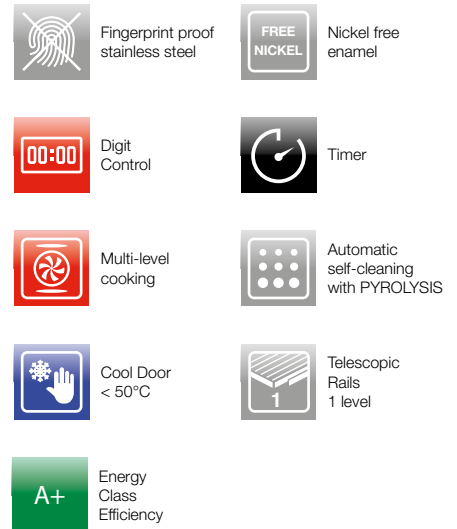 Fingerprint proof
stainless steel
FREE
NICKEL
Nickel free
enamel
00:00
Digit
Control
Timer
Multi-level
cooking
Automatic
self-cleaning
with PYROLYSIS
Cool Door
< 50°C
1
Telescopic
Rails
1 level
A+
Energy
Class
Efficiency